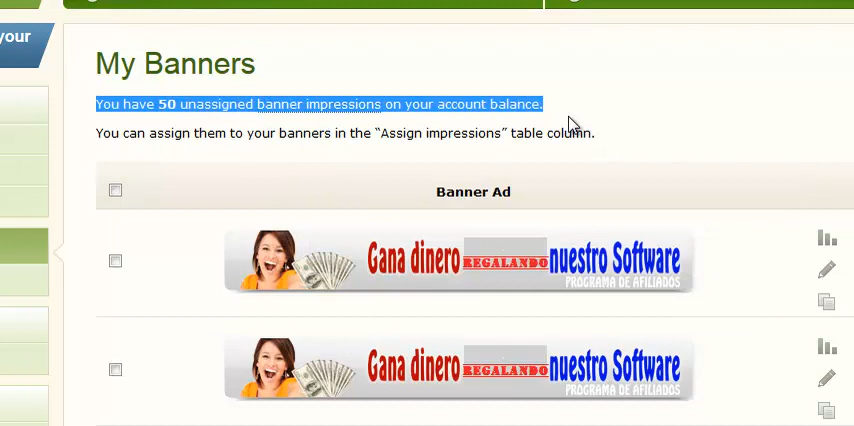 your
My Banners
You have 50 unassigned banner impressions on your account balance.
You can assign them to your banners in the “Assign impressions” table column.
Banner Ad
Gana dinero REGALANDO nuestro Software
PROGRAMA DE AFILIADOS
Gana dinero REGALANDO nuestro Software
PROGRAMA DE AFILIADOS